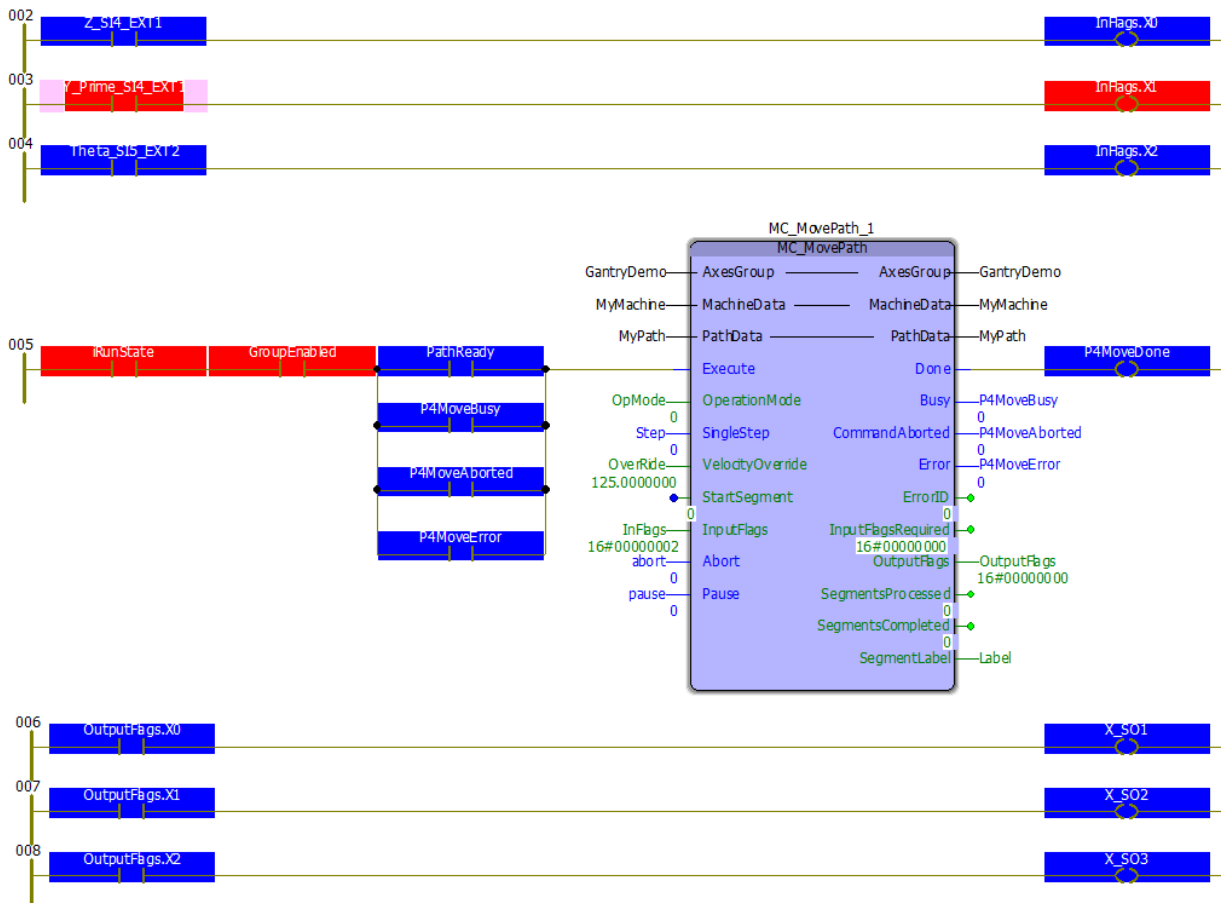 002
Z_SI4_EXT1
InFlags.X0
003
Y_Prime_SI4_EXT1
InFlags.X1
004
Theta_SI5_EXT2
InFlags.X2
MC_MovePath_1
MC_MovePath
GantryDemo AxesGroup AxesGroup GantryDemo
MyMachine MachineData MachineData MyMachine
MyPath PathData PathData MyPath
005
iRunState GroupEnabled PathReady
Execute Done
P4MoveDone
P4MoveBusy
P4MoveAborted
P4MoveError
OpMode OperationMode Busy P4MoveBusy
0 0
Step SingleStep CommandAborted P4MoveAborted
0 0
OverRide VelocityOverride Error P4MoveError
125.0000000 0
StartSegment ErrorID
0 0
InFlags InputFlags InputFlagsRequired
16#00000002 16#00000000
abort Abort OutputFlags OutputFlags
0 16#00000000
pause Pause SegmentsProcessed
0 0
SegmentsCompleted
0
SegmentLabel Label
006
OutputFlags.X0
X_SO1
007
OutputFlags.X1
X_SO2
008
OutputFlags.X2
X_SO3